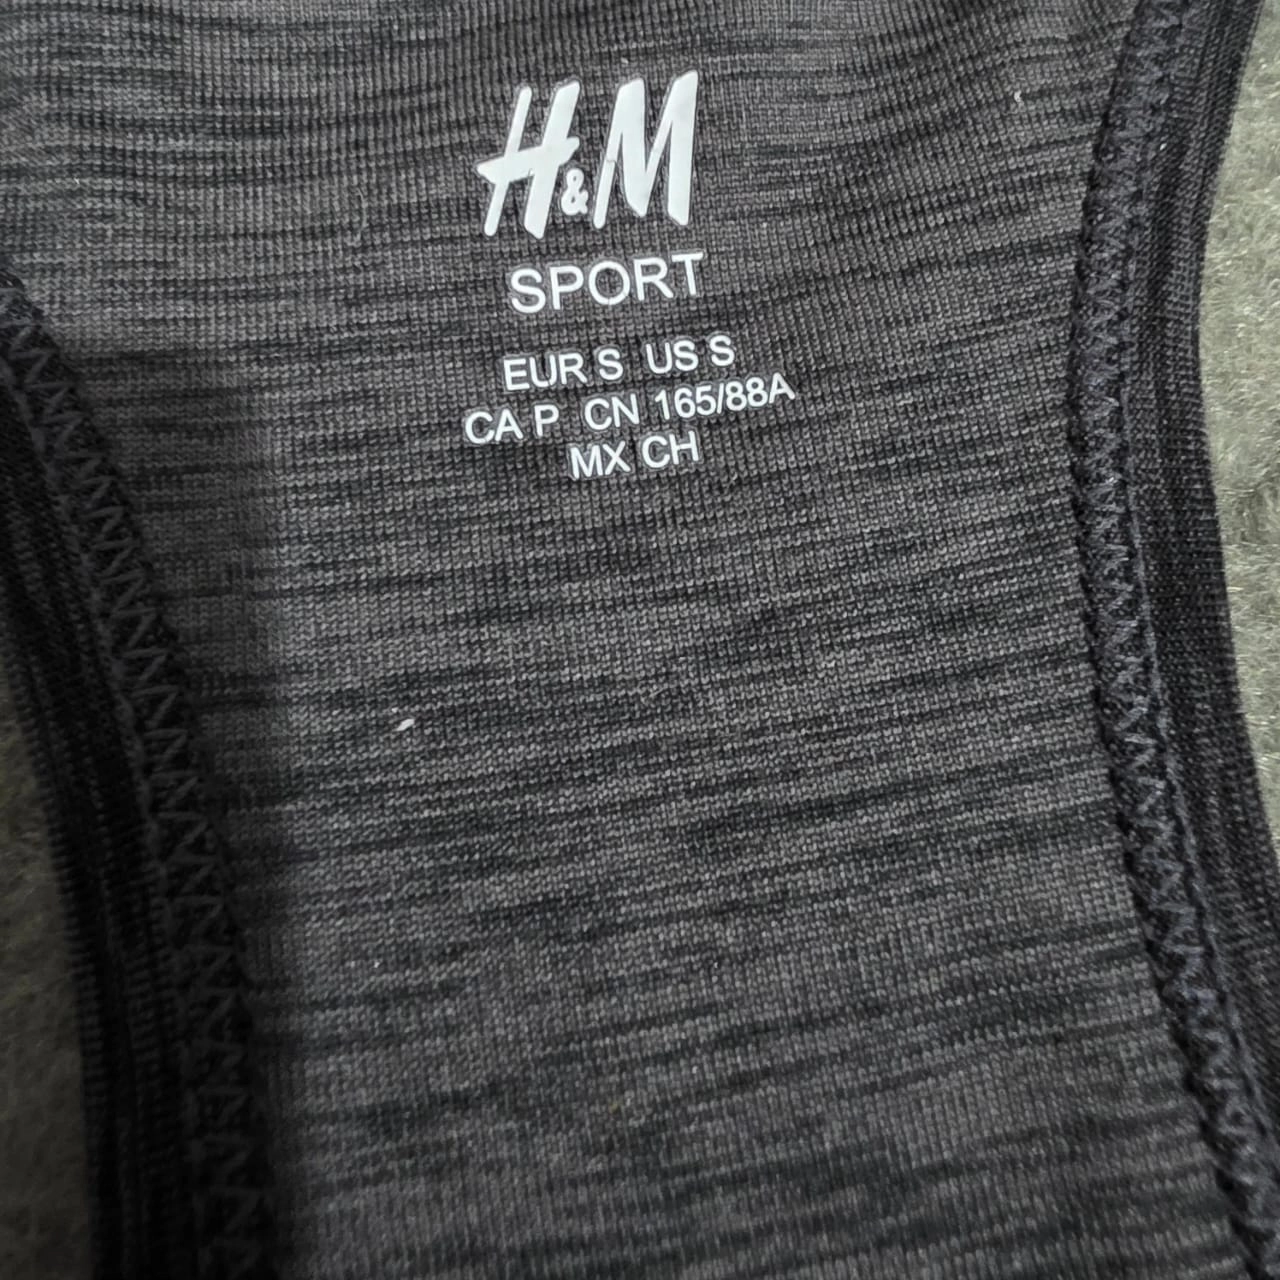 H&M
SPORT
EUR S US S
CA P CN 165/88A
MX CH